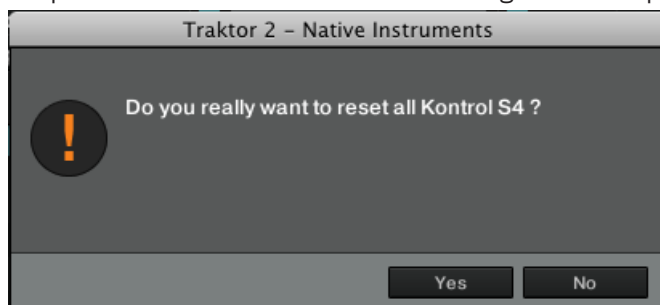 Traktor 2 – Native Instruments
Do you really want to reset all Kontrol S4 ?
!
Yes No